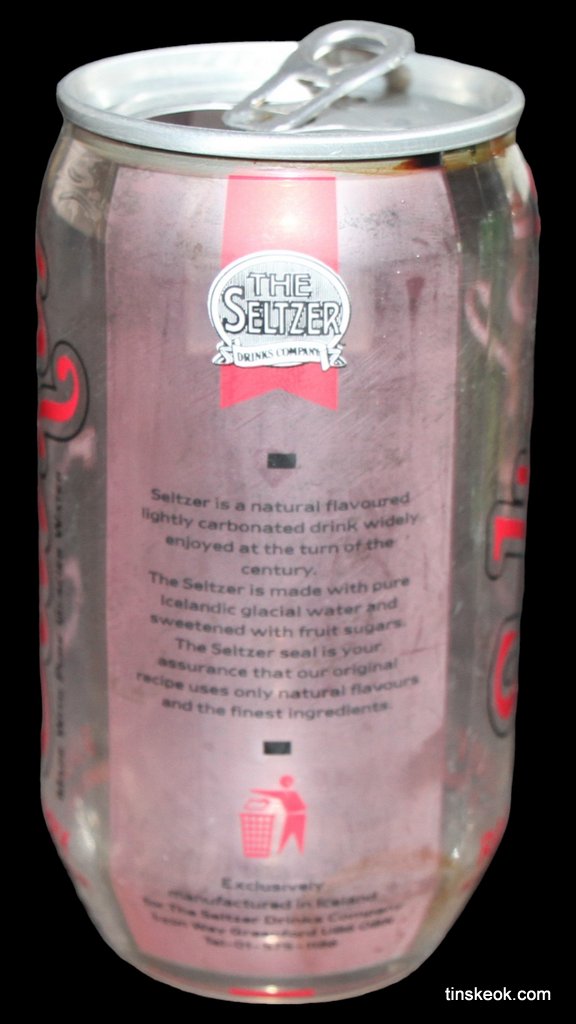 THE
SELTZER
DRINKS COMPANY
Seltzer is a natural flavoured
lightly carbonated drink widely
enjoyed at the turn of the
century.
The Seltzer is made with pure
Icelandic glacial water and
sweetened with fruit sugars.
The Seltzer seal is your
assurance that our original
recipe uses only natural flavours
and the finest ingredients.
Exclusively
manufactured in Iceland
for The Seltzer Drinks Company
Way Greenford
tinskeok.com